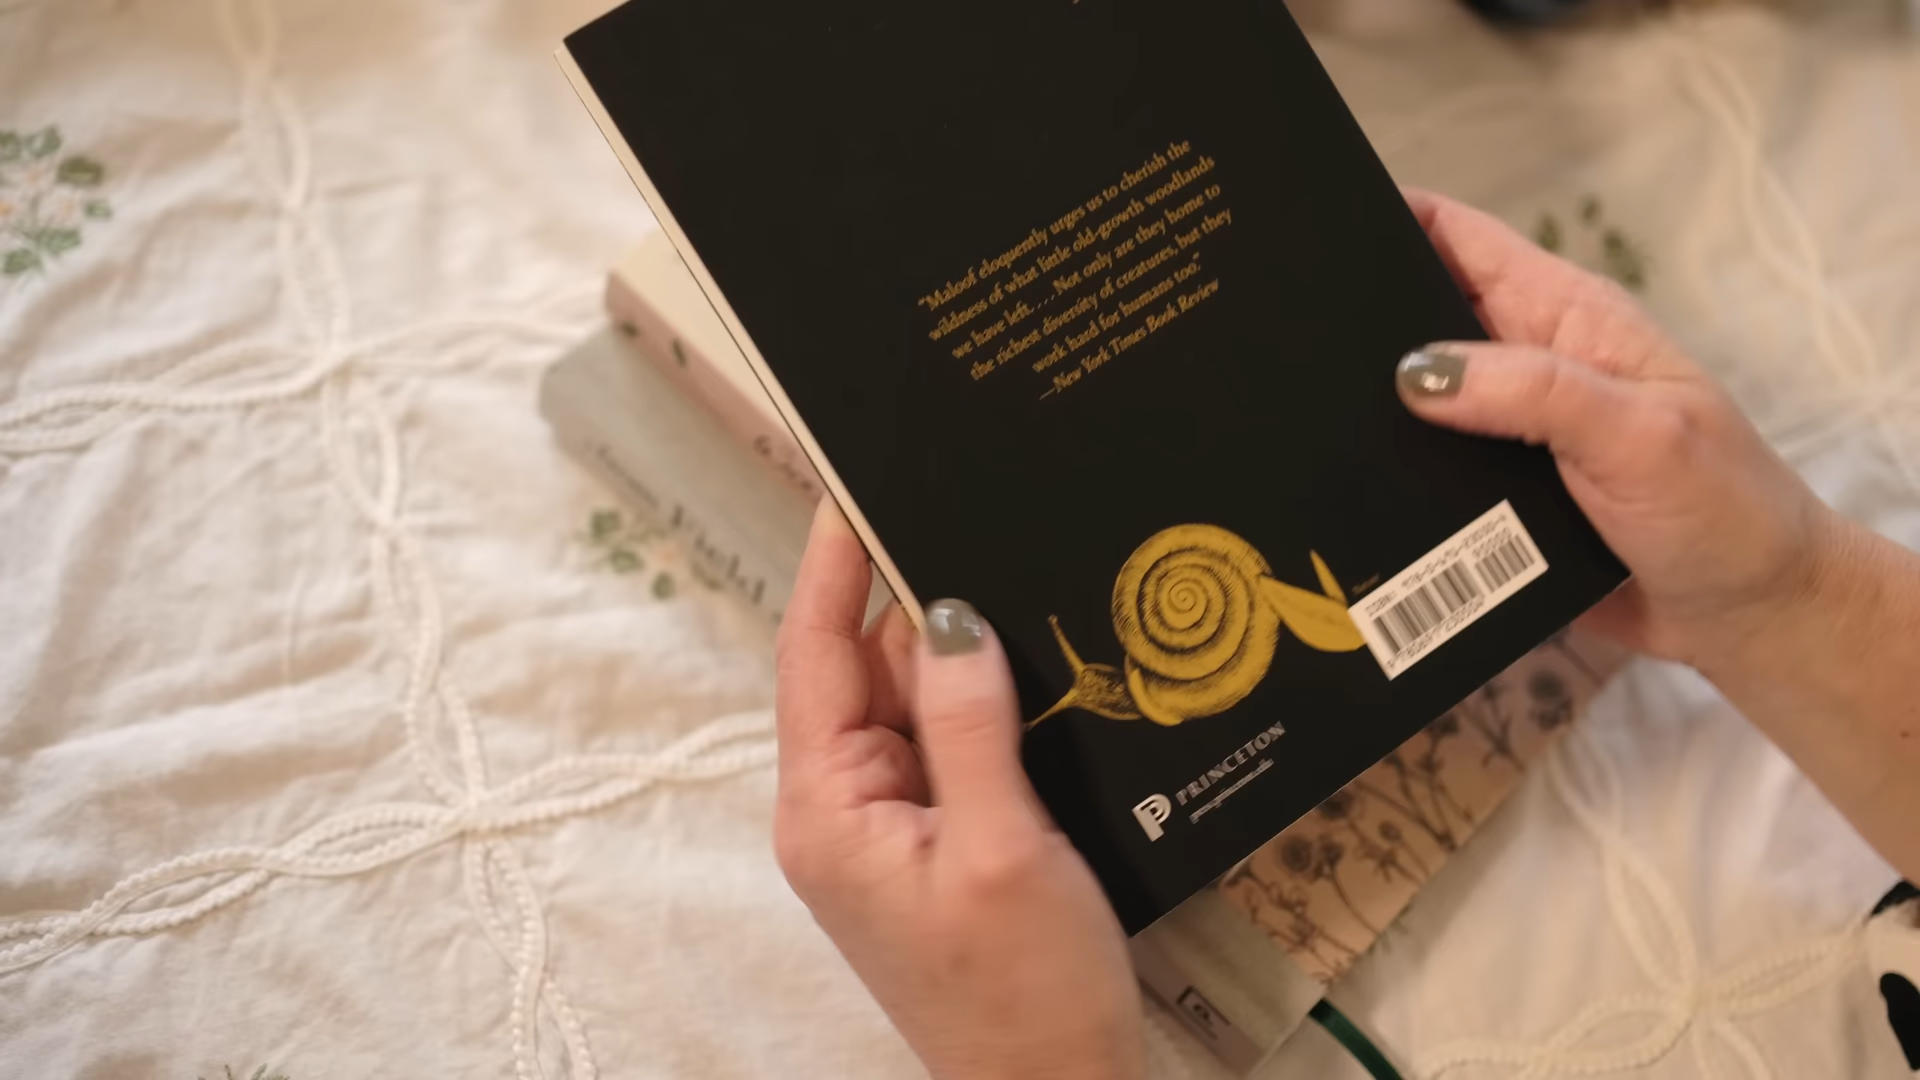 “Maloof eloquently urges us to cherish the
wildness of what little old-growth woodlands
we have left. . . . Not only are they home to
the richest diversity of creatures, but they
work hard for humans too.”
—New York Times Book Review
PRINCETON
Field